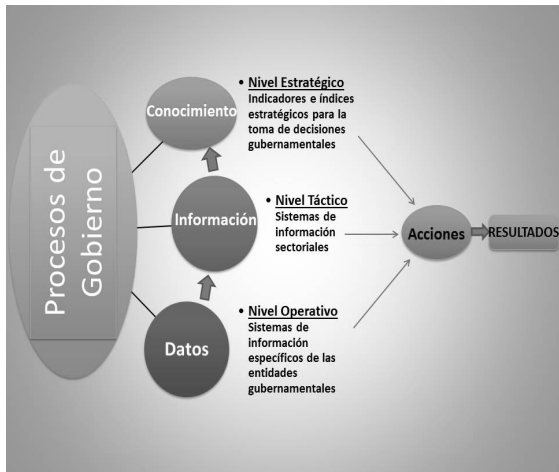 Procesos de
Gobierno
Conocimiento
• Nivel Estratégico
Indicadores e índices
estratégicos para la
toma de decisiones
gubernamentales
Información
• Nivel Táctico
Sistemas de
información
sectoriales
Datos
• Nivel Operativo
Sistemas de
información
específicos de las
entidades
gubernamentales
Acciones
RESULTADOS